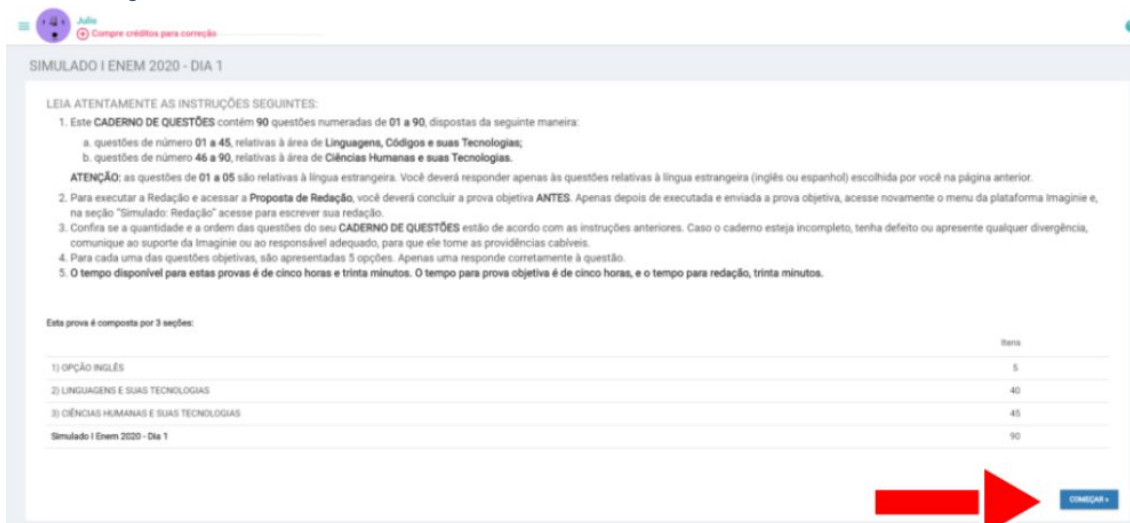 Julio
Compre créditos para correção
SIMULADO I ENEM 2020 - DIA 1
LEIA ATENTAMENTE AS INSTRUÇÕES SEGUINTES:
1. Este CADERNO DE QUESTÕES contém 90 questões numeradas de 01 a 90, dispostas da seguinte maneira:
a. questões de número 01 a 45, relativas à área de Linguagens, Códigos e suas Tecnologias;
b. questões de número 46 a 90, relativas à área de Ciências Humanas e suas Tecnologias.
ATENÇÃO: as questões de 01 a 05 são relativas à língua estrangeira. Você deverá responder apenas às questões relativas à língua estrangeira (inglês ou espanhol) escolhida por você na página anterior.
2. Para executar a Redação e acessar a Proposta de Redação, você deverá concluir a prova objetiva ANTES. Apenas depois de executada e enviada a prova objetiva, acesse novamente o menu da plataforma Imaginie e,
na seção "Simulado: Redação" acesse para escrever sua redação.
3. Confira se a quantidade e a ordem das questões do seu CADERNO DE QUESTÕES estão de acordo com as instruções anteriores. Caso o caderno esteja incompleto, tenha defeito ou apresente qualquer divergência,
comunique ao suporte da Imaginie ou ao responsável adequado, para que ele tome as providências cabíveis.
4. Para cada uma das questões objetivas, são apresentadas 5 opções. Apenas uma responde corretamente à questão.
5. O tempo disponível para estas provas é de cinco horas e trinta minutos. O tempo para prova objetiva é de cinco horas, e o tempo para redação, trinta minutos.
Esta prova é composta por 3 seções:
Itens
1) OPÇÃO INGLÊS 5
2) LINGUAGENS E SUAS TECNOLOGIAS 40
3) CIÊNCIAS HUMANAS E SUAS TECNOLOGIAS 45
Simulado I Enem 2020 - Dia 1 90
COMEÇAR »